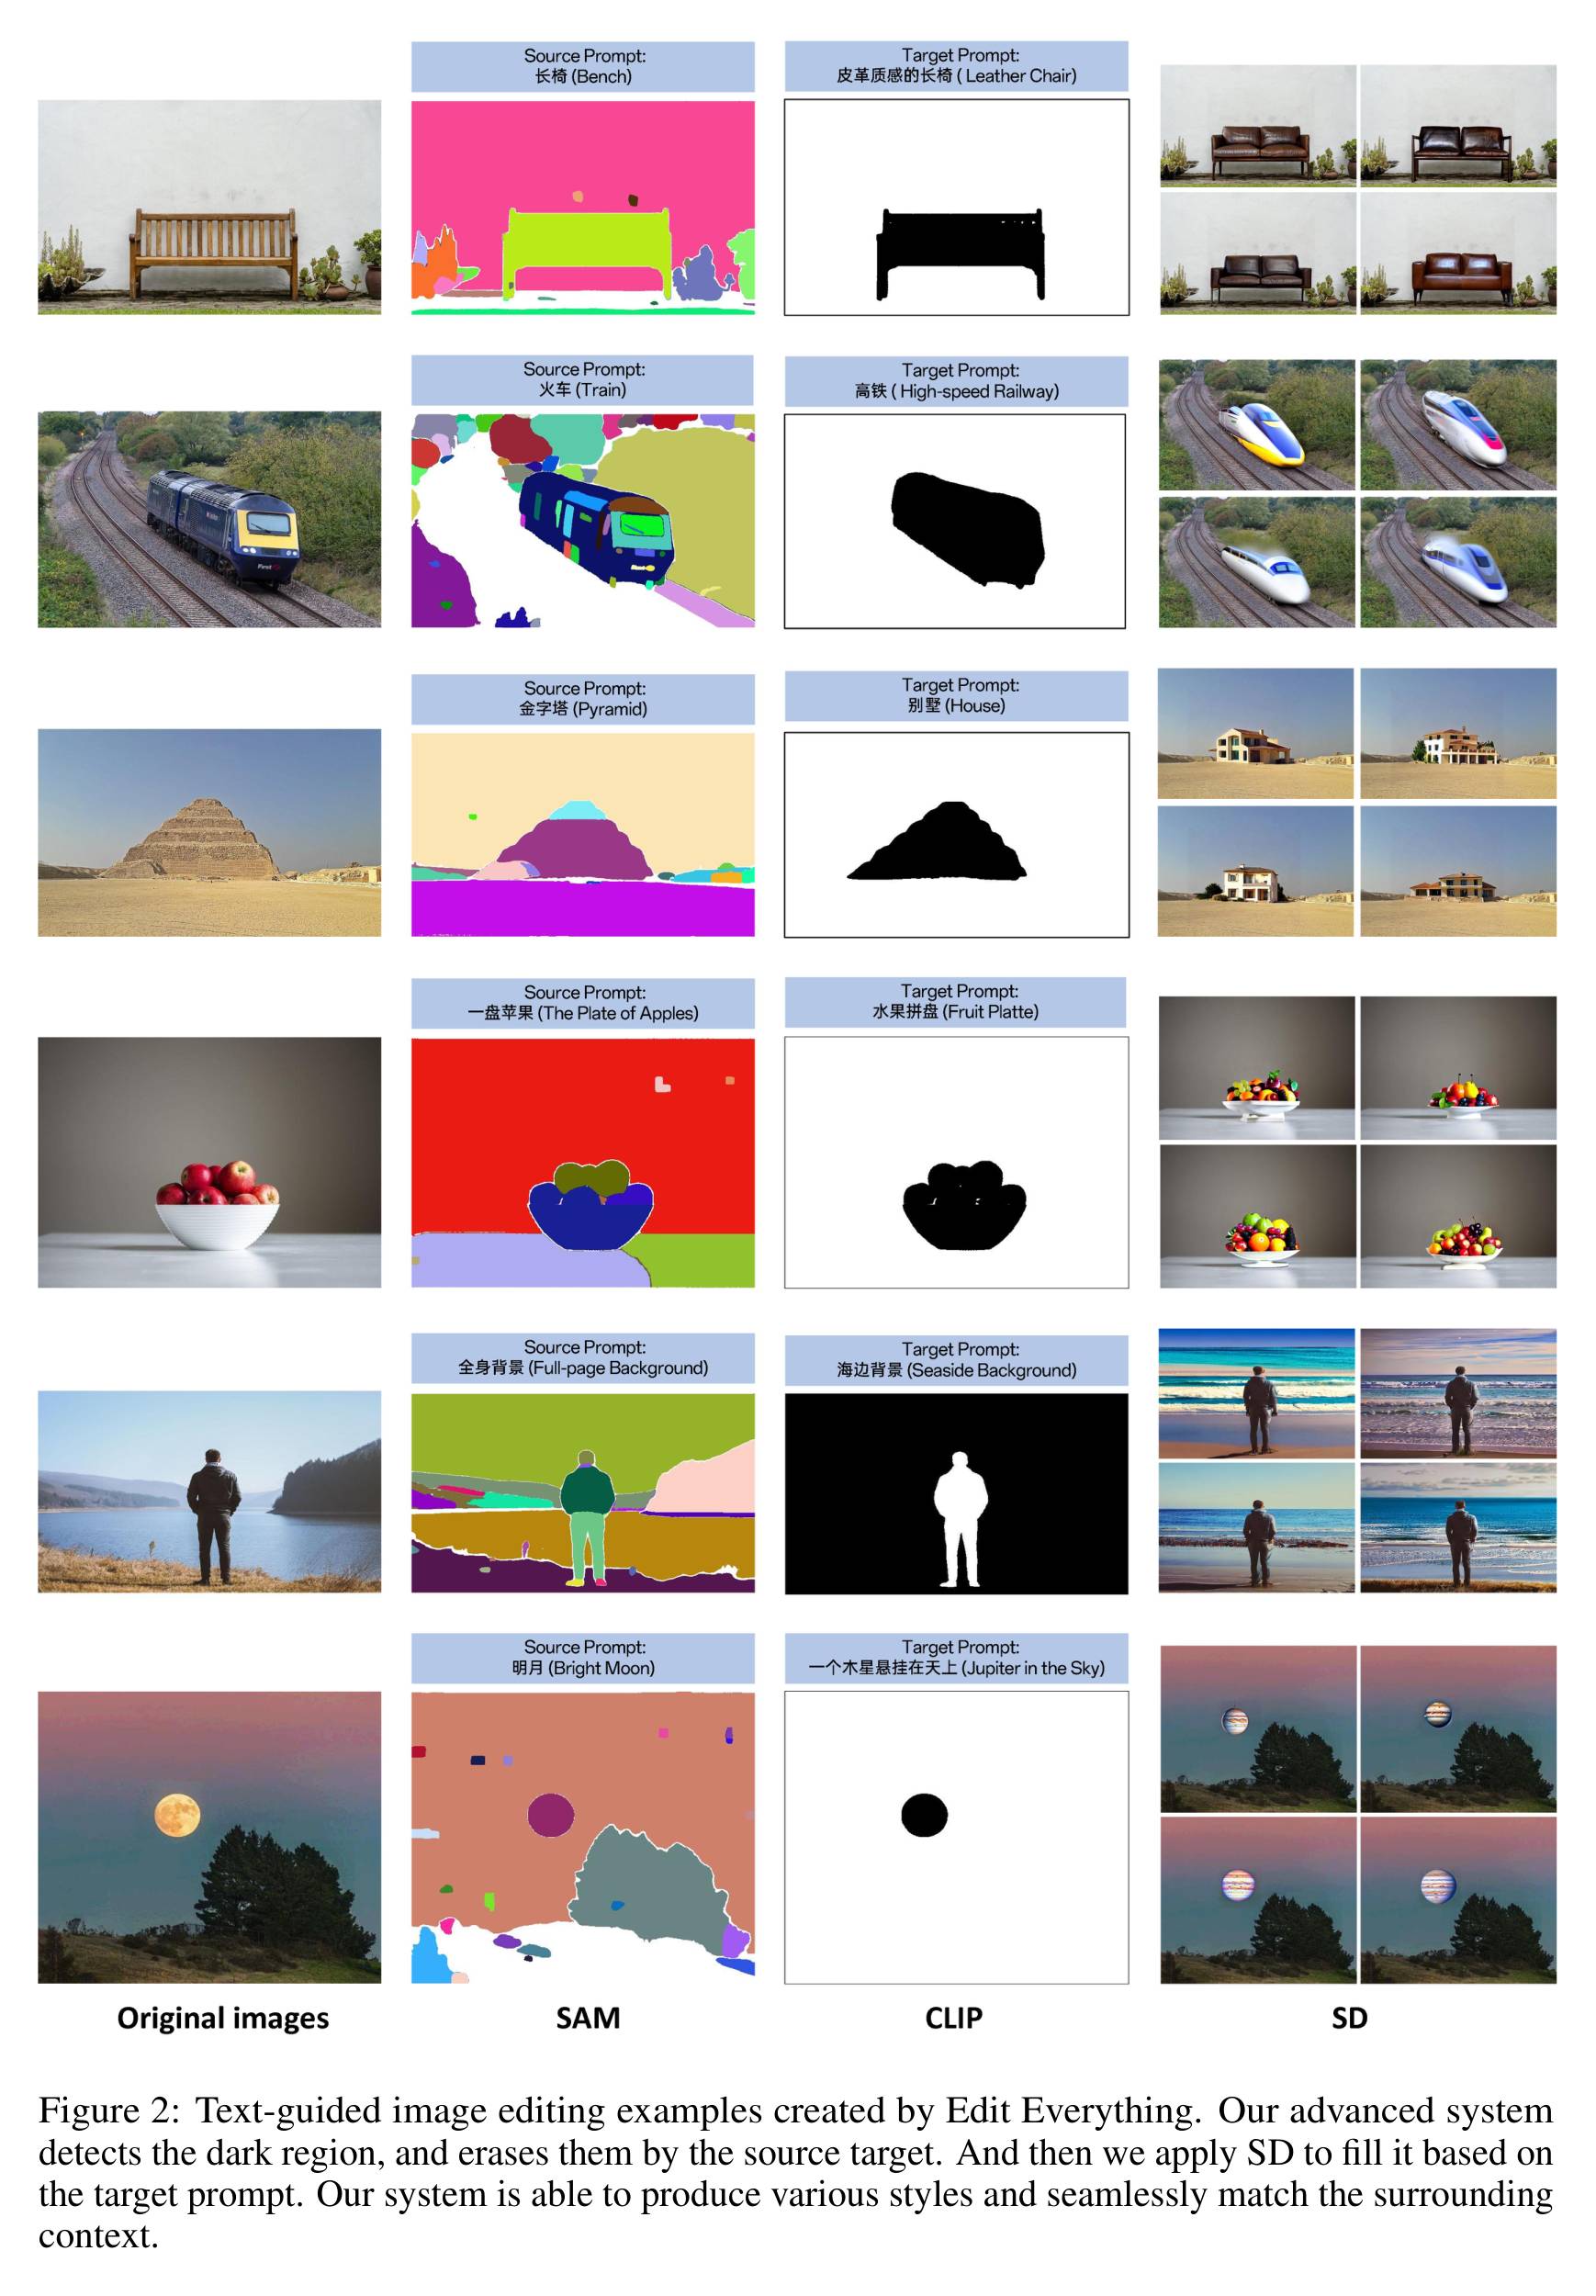 Source Prompt:
长椅 (Bench)
Target Prompt:
皮革质感的长椅 ( Leather Chair)
Source Prompt:
火车 (Train)
Target Prompt:
高铁 ( High-speed Railway)
First
Source Prompt:
金字塔 (Pyramid)
Target Prompt:
别墅 (House)
Source Prompt:
一盘苹果 (The Plate of Apples)
Target Prompt:
水果拼盘 (Fruit Platte)
Source Prompt:
全身背景 (Full-page Background)
Target Prompt:
海边背景 (Seaside Background)
Source Prompt:
明月 (Bright Moon)
Target Prompt:
一个木星悬挂在天上 (Jupiter in the Sky)
Original images
SAM
CLIP
SD
Figure 2: Text-guided image editing examples created by Edit Everything. Our advanced system
detects the dark region, and erases them by the source target. And then we apply SD to fill it based on
the target prompt. Our system is able to produce various styles and seamlessly match the surrounding
context.